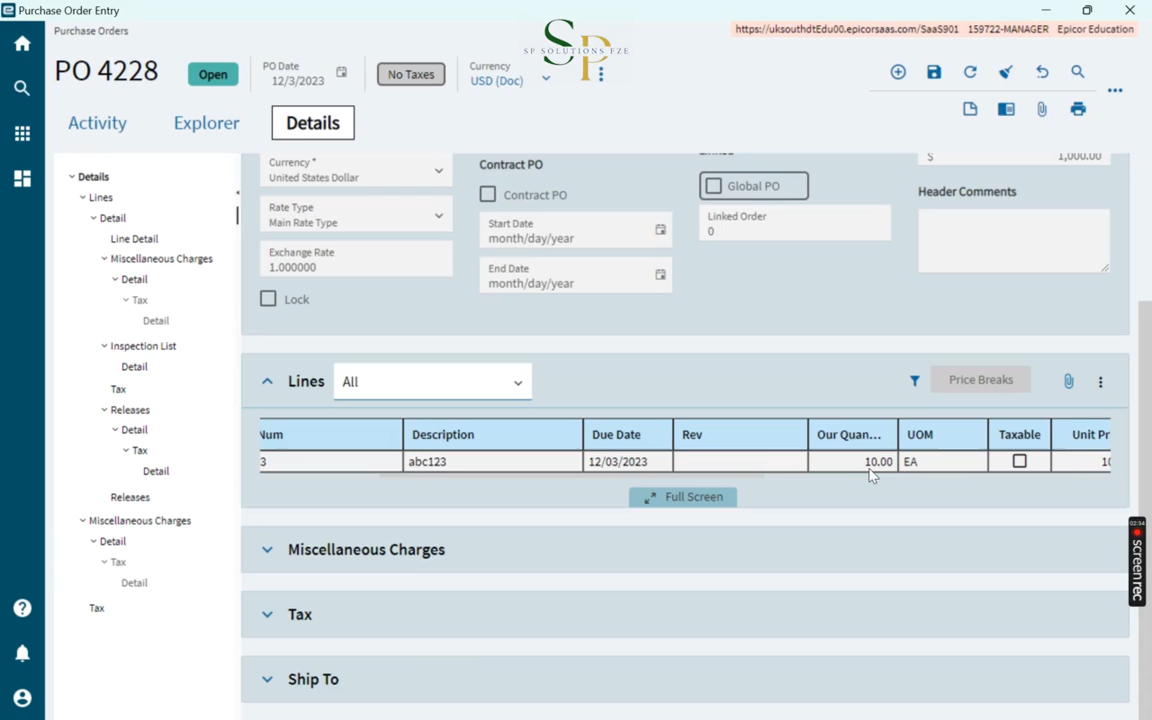 Purchase Order Entry
Purchase Orders
https://uksouthdtEdu00.epicorsaas.com/SaaS901 159722-MANAGER Epicor Education
SP
SP SOLUTIONS FZE
PO 4228
Open
PO Date
12/3/2023
No Taxes
Currency
USD (Doc)
Activity
Explorer
Details
Details
Lines
Detail
Line Detail
Miscellaneous Charges
Detail
Tax
Detail
Inspection List
Detail
Tax
Releases
Detail
Tax
Detail
Releases
Miscellaneous Charges
Detail
Tax
Detail
Tax
Currency *
United States Dollar
Rate Type
Main Rate Type
Exchange Rate
1.000000
Lock
Contract PO
Contract PO
Start Date
month/day/year
End Date
month/day/year
Global PO
Linked Order
0
$ 1,000.00
Header Comments
Lines All
Price Breaks
Num Description Due Date Rev Our Quan... UOM Taxable Unit Pr
3 abc123 12/03/2023 10.00 EA 10
Full Screen
Miscellaneous Charges
Tax
Ship To
02:34
screenrec